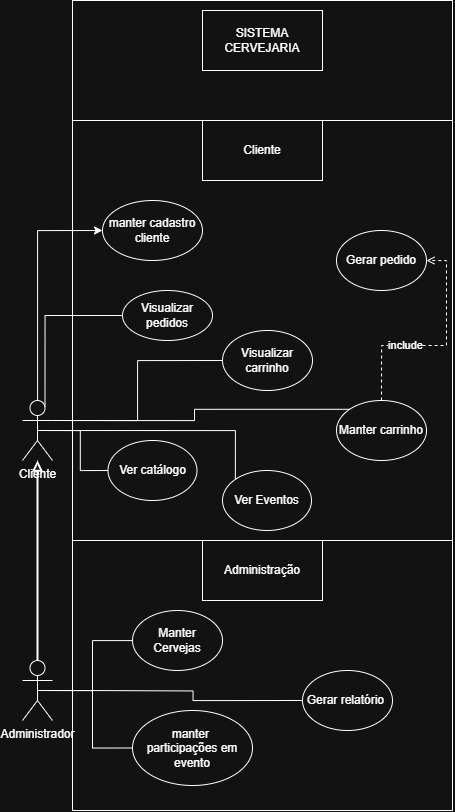 SISTEMA
CERVEJARIA
Cliente
manter cadastro
cliente
Gerar pedido
Visualizar
pedidos
Visualizar
carrinho
include
Manter carrinho
Cliente
Ver catálogo
Ver Eventos
Administração
Manter
Cervejas
Gerar relatório
Administrador
manter
participações em
evento